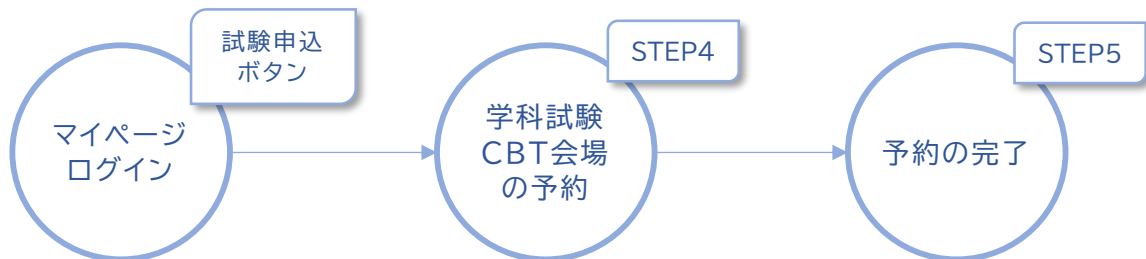 試験申込
ボタン
マイページ
ログイン
STEP4
学科試験
CBT会場
の予約
STEP5
予約の完了